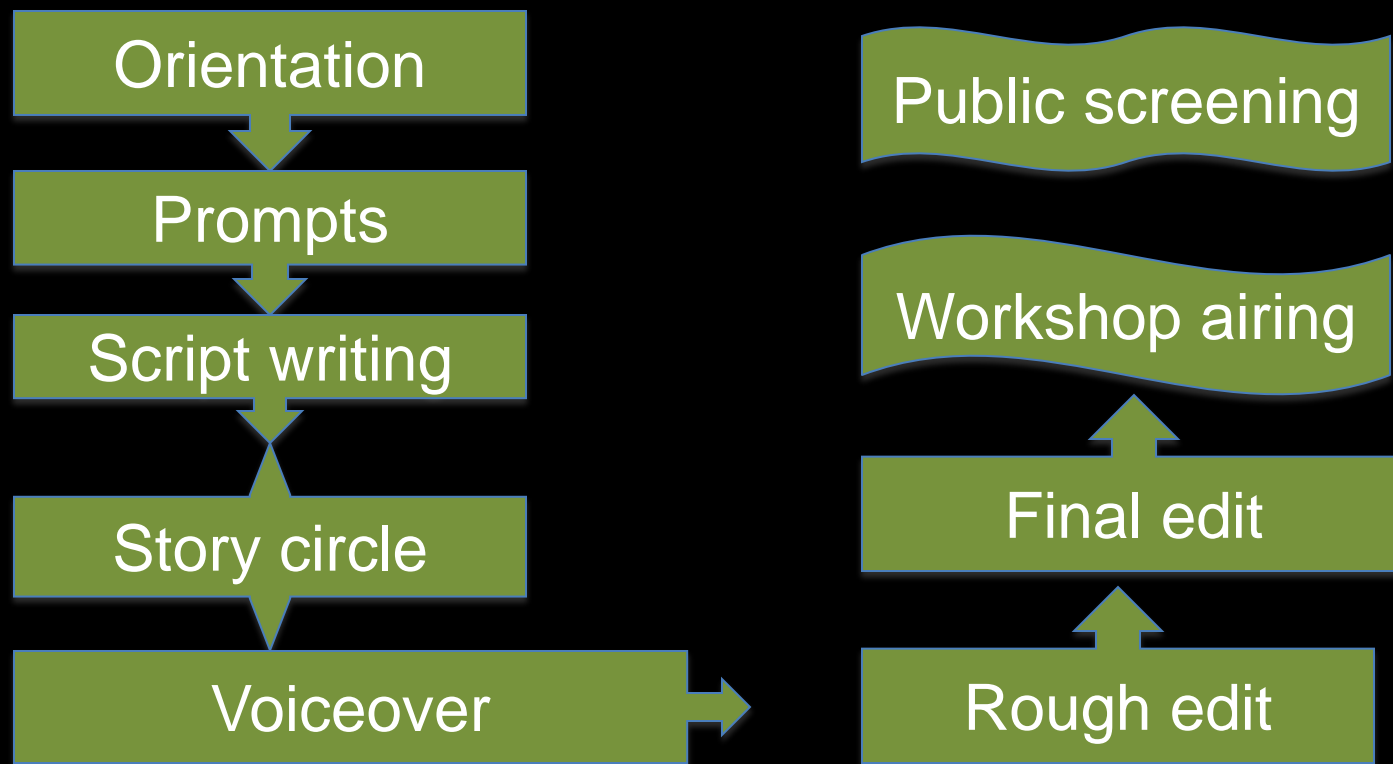 Orientation
Prompts
Script writing
Story circle
Voiceover
Public screening
Workshop airing
Final edit
Rough edit